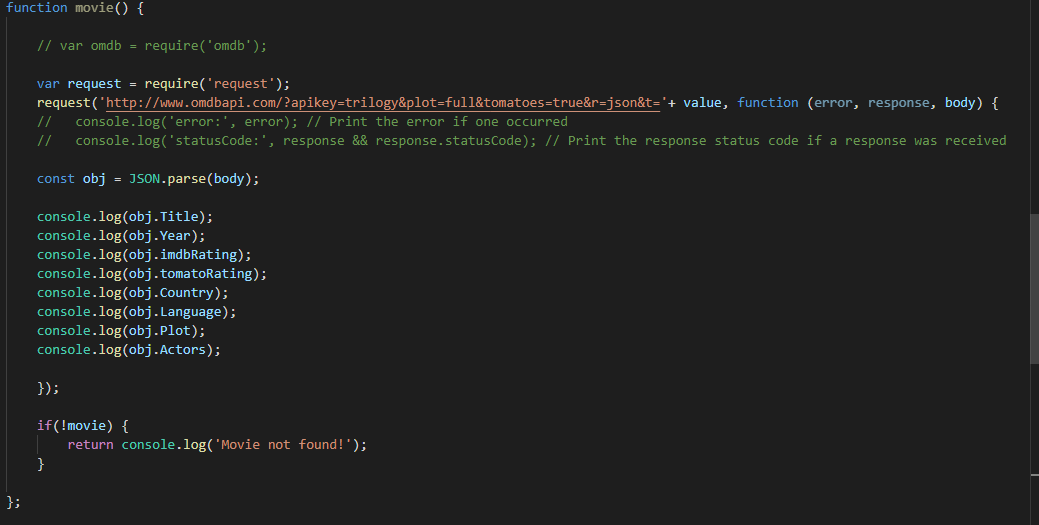 function movie() {
// var omdb = require('omdb');
var request = require('request');
request('http://www.omdbapi.com/?apikey=trilogy&plot=full&tomatoes=true&r=json&t='+ value, function (error, response, body) {
//   console.log('error:', error); // Print the error if one occurred
//   console.log('statusCode:', response && response.statusCode); // Print the response status code if a response was received
const obj = JSON.parse(body);
console.log(obj.Title);
console.log(obj.Year);
console.log(obj.imdbRating);
console.log(obj.tomatoRating);
console.log(obj.Country);
console.log(obj.Language);
console.log(obj.Plot);
console.log(obj.Actors);
});
if(!movie) {
return console.log('Movie not found!');
}
};